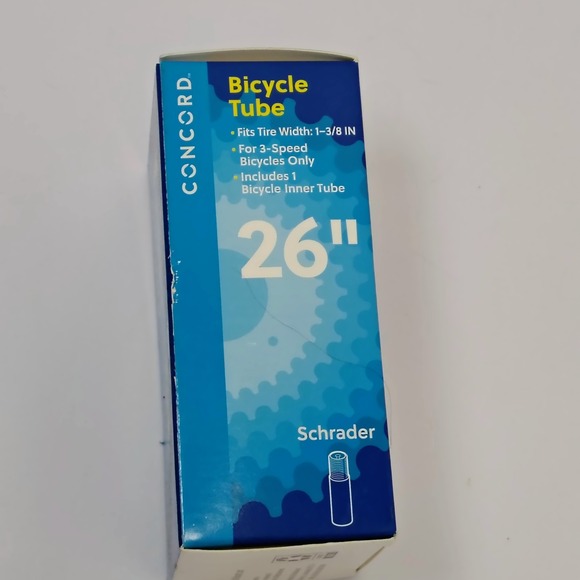 CONCORD™
Bicycle
Tube
• Fits Tire Width: 1–3/8 IN
• For 3-Speed
Bicycles Only
• Includes 1
Bicycle Inner Tube
26"
Schrader